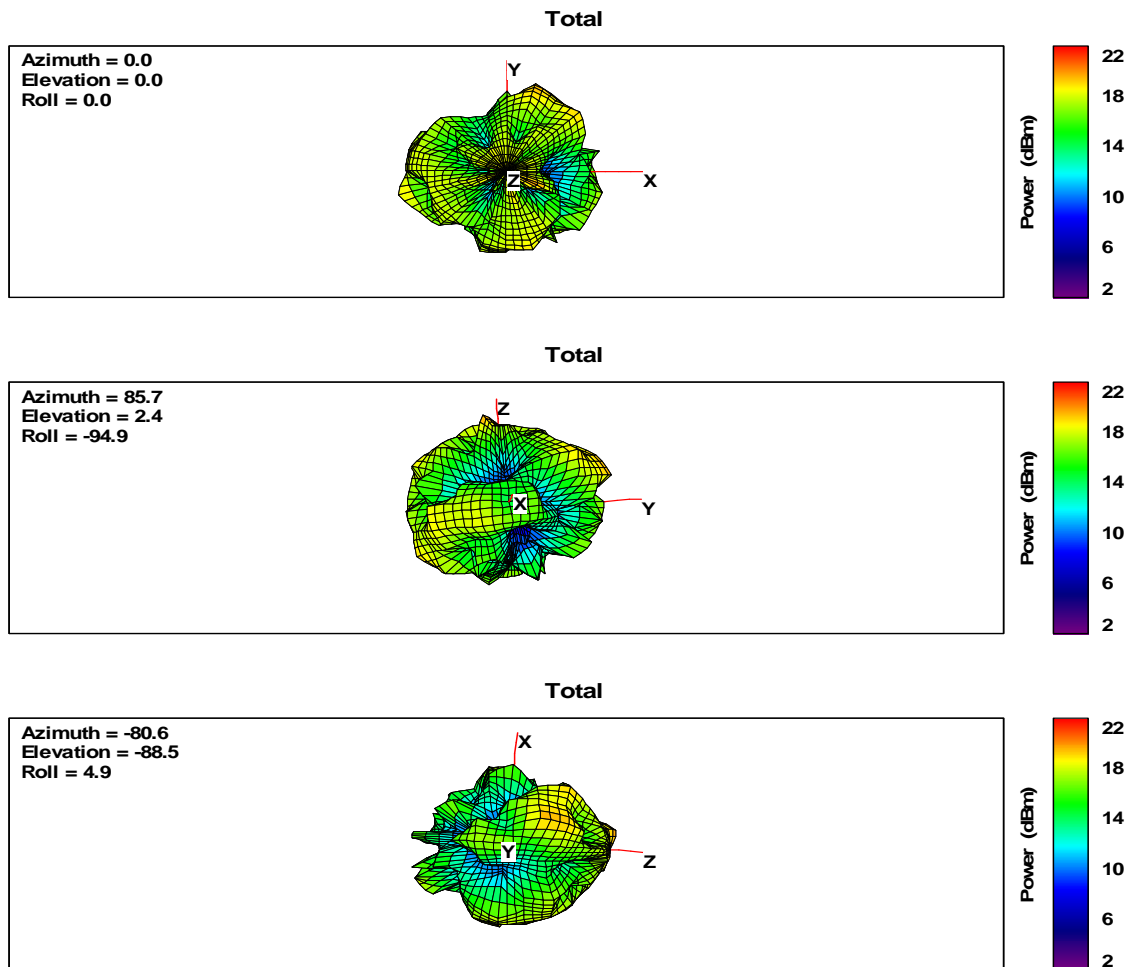 Total
Azimuth = 0.0
Elevation = 0.0
Roll = 0.0
Y
X
Z
Power (dBm)
22
18
14
10
6
2
Total
Azimuth = 85.7
Elevation = 2.4
Roll = -94.9
Z
X
Y
Power (dBm)
22
18
14
10
6
2
Total
Azimuth = -80.6
Elevation = -88.5
Roll = 4.9
X
Y
Z
Power (dBm)
22
18
14
10
6
2